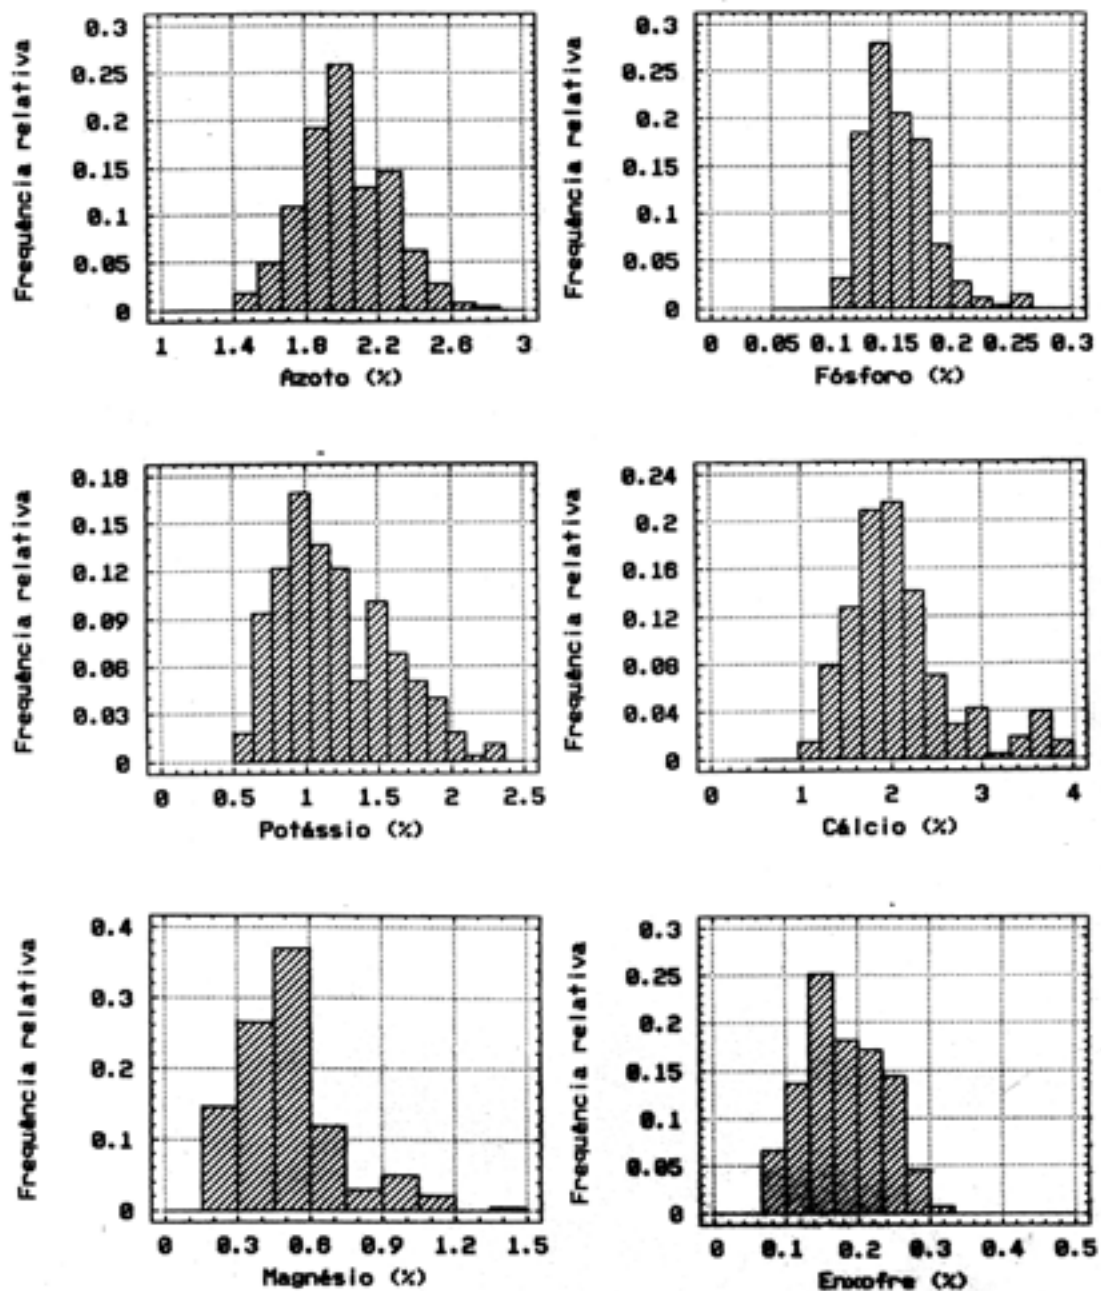 Frequência relativa
0.3
0.25
0.2
0.15
0.1
0.05
0
1 1.4 1.8 2.2 2.6 3
Azoto (%)
Frequência relativa
0.3
0.25
0.2
0.15
0.1
0.05
0
0 0.05 0.1 0.15 0.2 0.25 0.3
Fósforo (%)
Frequência relativa
0.18
0.15
0.12
0.09
0.06
0.03
0
0 0.5 1 1.5 2 2.5
Potássio (%)
Frequência relativa
0.24
0.2
0.16
0.12
0.08
0.04
0
0 1 2 3 4
Cálcio (%)
Frequência relativa
0.4
0.3
0.2
0.1
0
0 0.3 0.6 0.9 1.2 1.5
Magnésio (%)
Frequência relativa
0.3
0.25
0.2
0.15
0.1
0.05
0
0 0.1 0.2 0.3 0.4 0.5
Enxofre (%)